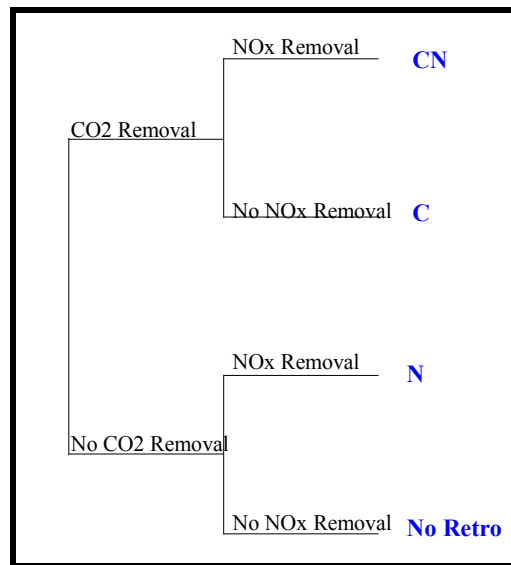 NOx Removal CN
CO2 Removal
No NOx Removal C
NOx Removal N
No CO2 Removal
No NOx Removal No Retro